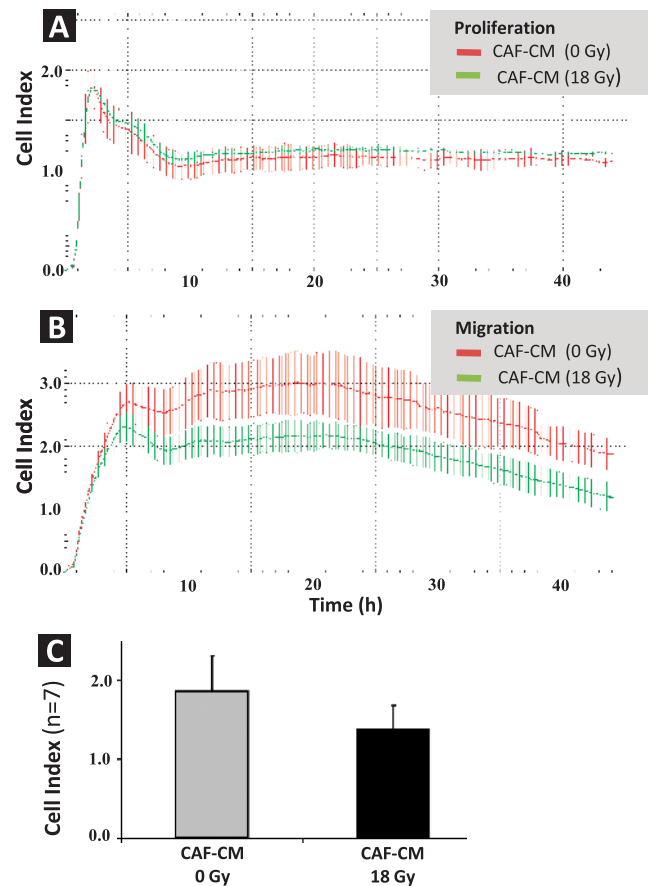 A
Proliferation
CAF-CM (0 Gy)
CAF-CM (18 Gy)
Cell Index
2.0
1.0
0.0
10
20
30
40
B
Migration
CAF-CM (0 Gy)
CAF-CM (18 Gy)
Cell Index
3.0
2.0
1.0
0.0
10
20
30
40
Time (h)
C
Cell Index (n=7)
2.0
1.0
0.0
CAF-CM
0 Gy
CAF-CM
18 Gy